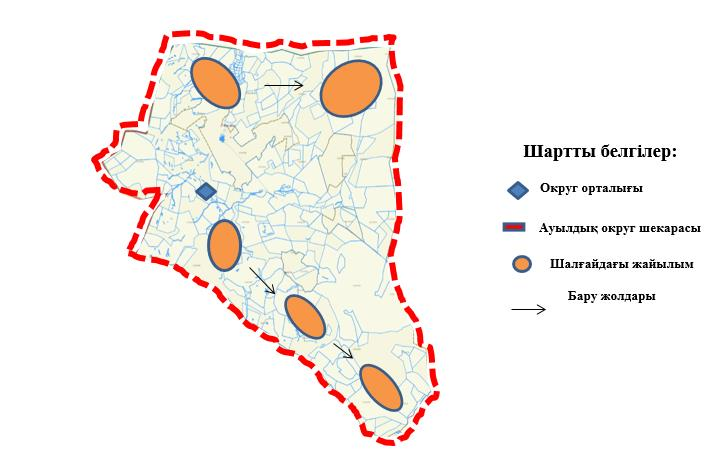 Шартты белгілер:
Округ орталығы
Ауылдық округ шекарасы
Шалғайдағы жайылым
Бару жолдары